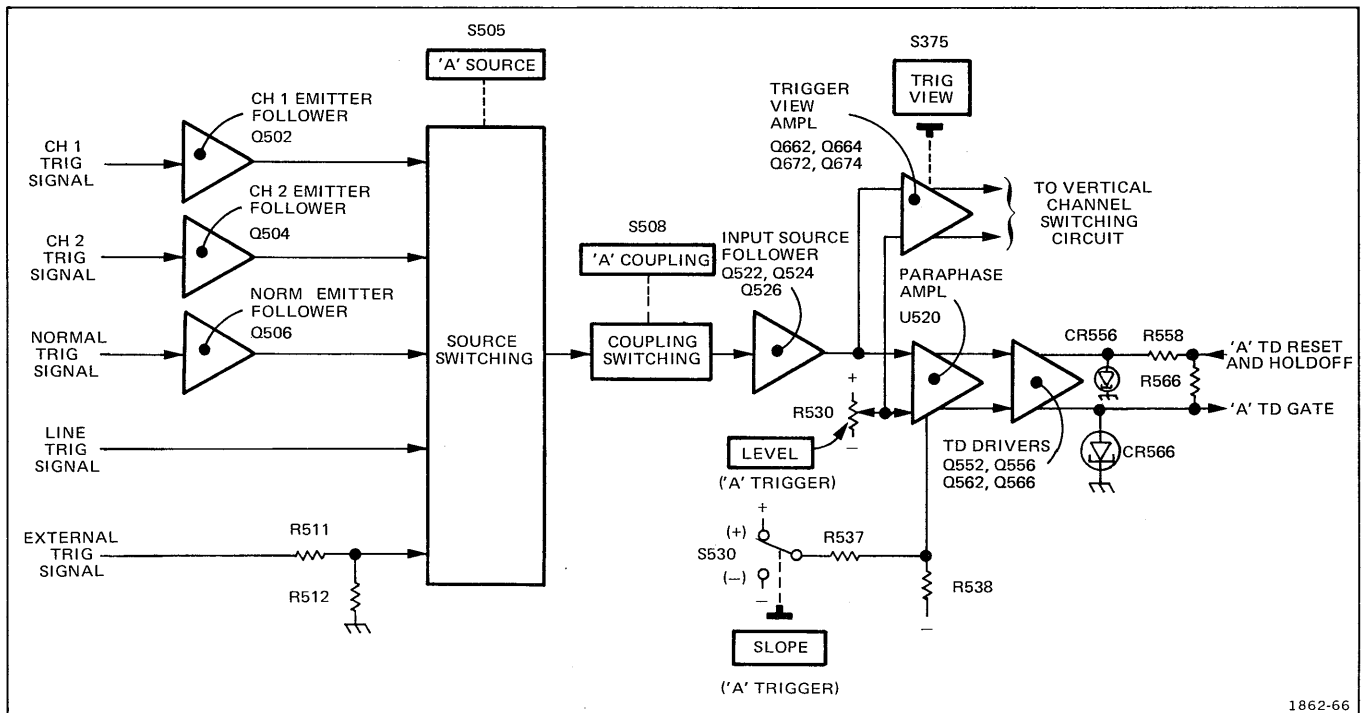 S505
'A' SOURCE
CH 1 EMITTER
FOLLOWER
Q502
CH 1
TRIG
SIGNAL
CH 2 EMITTER
FOLLOWER
Q504
CH 2
TRIG
SIGNAL
NORM EMITTER
FOLLOWER
Q506
NORMAL
TRIG
SIGNAL
LINE
TRIG
SIGNAL
EXTERNAL
TRIG
SIGNAL
R511
R512
SOURCE
SWITCHING
S508
'A' COUPLING
COUPLING
SWITCHING
INPUT SOURCE
FOLLOWER
Q522, Q524
Q526
TRIGGER
VIEW
AMPL
Q662, Q664
Q672, Q674
S375
TRIG
VIEW
TO VERTICAL
CHANNEL
SWITCHING
CIRCUIT
PARAPHASE
AMPL
U520
+
R530
−
LEVEL
('A' TRIGGER)
CR556
R558
'A' TD RESET
AND HOLDOFF
R566
'A' TD GATE
CR566
TD DRIVERS
Q552, Q556
Q562, Q566
+
(+)
S530
(−)
−
R537
R538
−
SLOPE
('A' TRIGGER)
1862-66